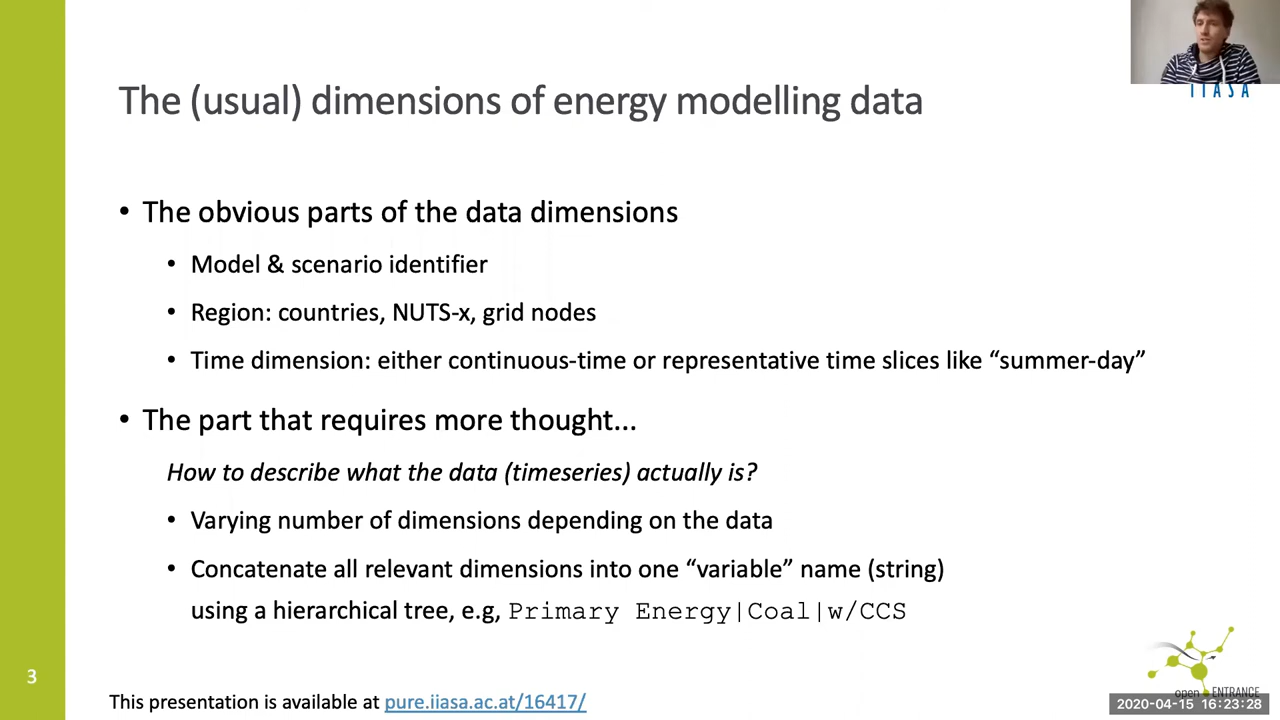 IIASA
The (usual) dimensions of energy modelling data
• The obvious parts of the data dimensions
• Model & scenario identifier
• Region: countries, NUTS-x, grid nodes
• Time dimension: either continuous-time or representative time slices like “summer-day”
• The part that requires more thought...
How to describe what the data (timeseries) actually is?
• Varying number of dimensions depending on the data
• Concatenate all relevant dimensions into one “variable” name (string)
using a hierarchical tree, e.g, Primary Energy|Coal|w/CCS
3
This presentation is available at pure.iiasa.ac.at/16417/
open ENTRANCE
2020-04-15 16:23:28